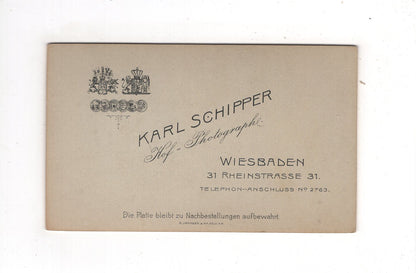 KARL SCHIPPER
Hof-Photograph.
WIESBADEN
31 RHEINSTRASSE 31.
TELEPHON-ANSCHLUSS Nº 2763.
Die Platte bleibt zu Nachbestellungen aufbewahrt.